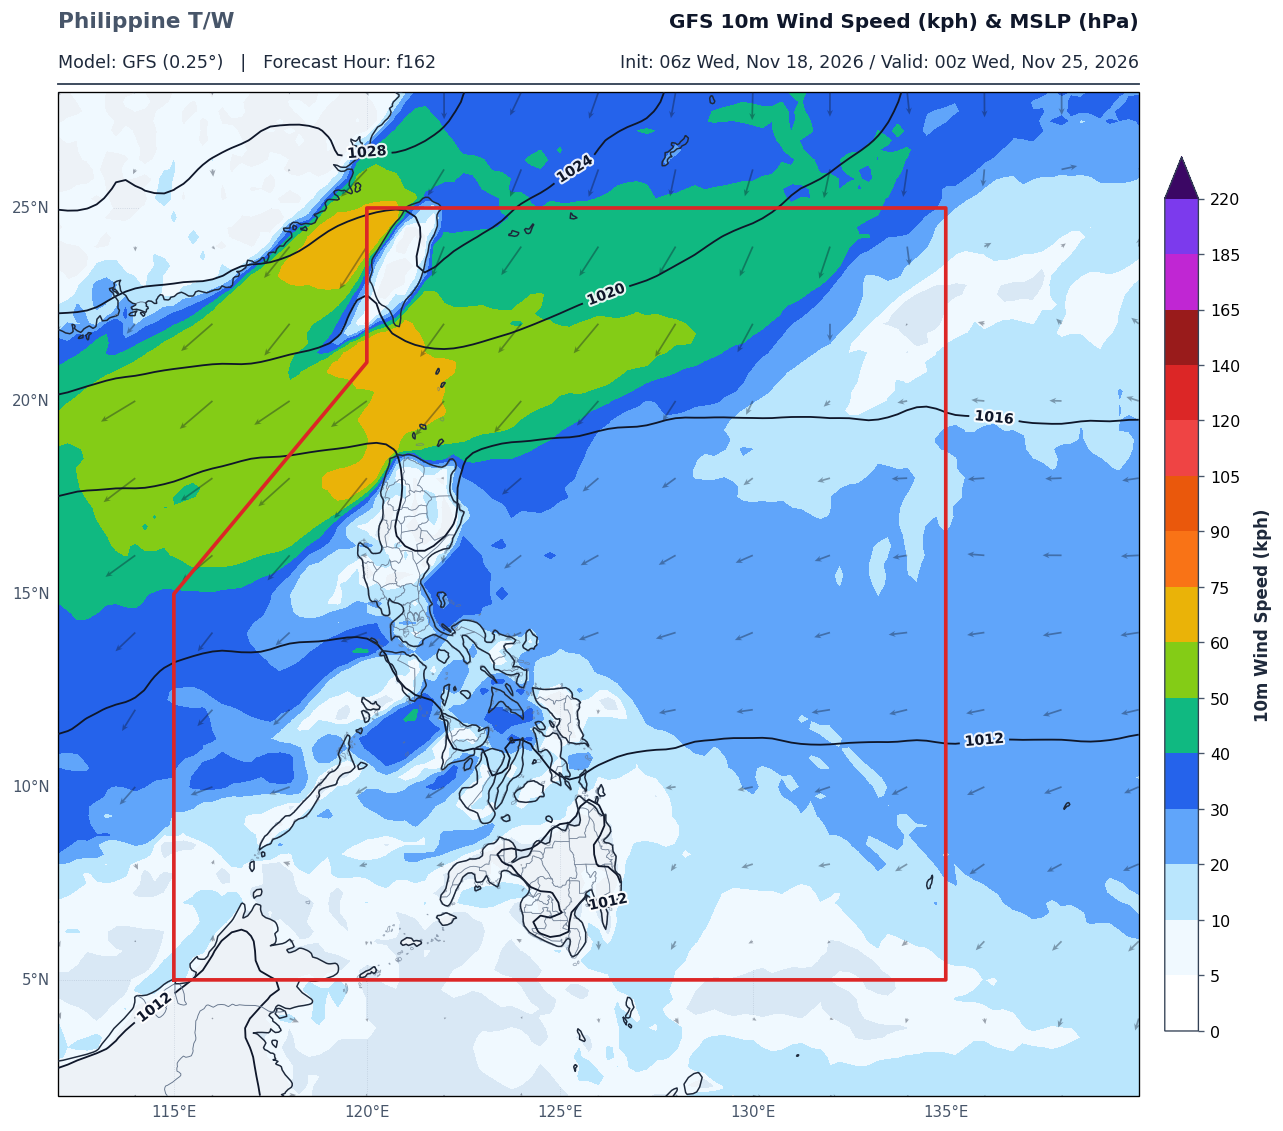 Philippine T/W
GFS 10m Wind Speed (kph) & MSLP (hPa)
Model: GFS (0.25°) | Forecast Hour: f162
Init: 06z Wed, Nov 18, 2026 / Valid: 00z Wed, Nov 25, 2026
1028
1024
1020
1016
1012
1012
1012
25°N
20°N
15°N
10°N
5°N
115°E
120°E
125°E
130°E
135°E
220
185
165
140
120
105
90
75
60
50
40
30
20
10
5
0
10m Wind Speed (kph)